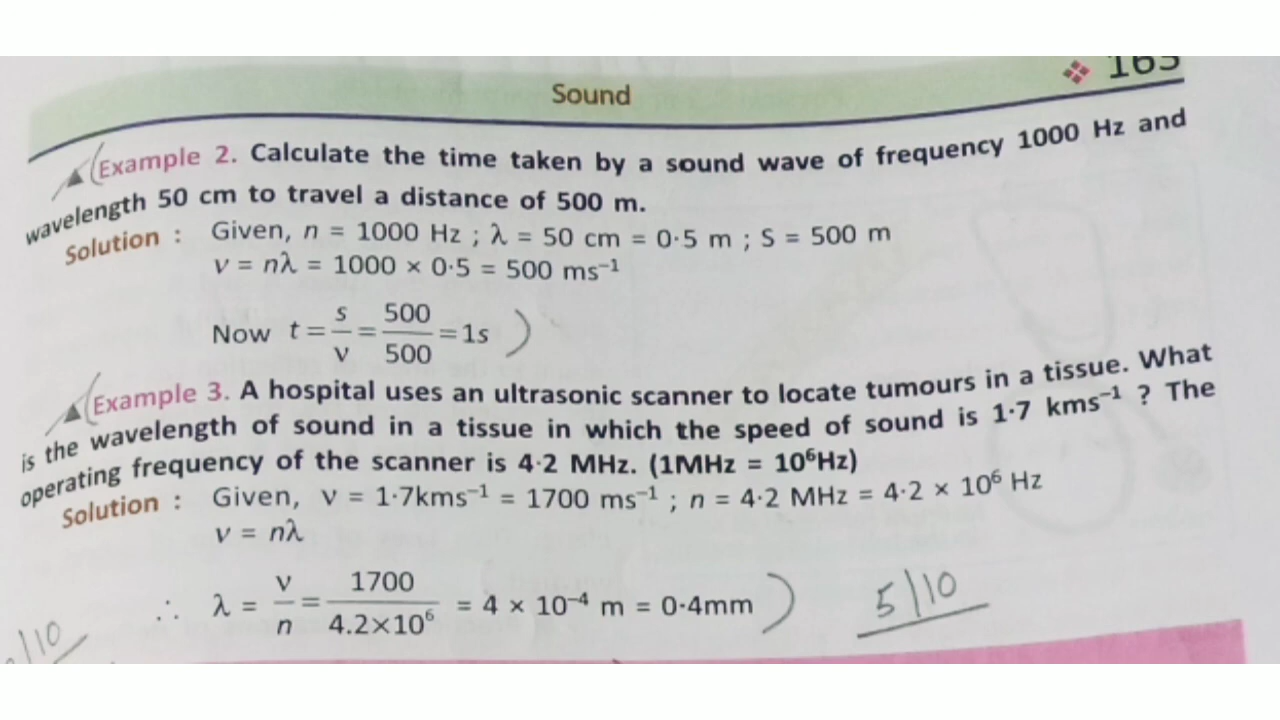 Sound
Example 2. Calculate the time taken by a sound wave of frequency 1000 Hz and
wavelength 50 cm to travel a distance of 500 m.
Solution : Given, n = 1000 Hz ; λ = 50 cm = 0·5 m ; S = 500 m
v = nλ = 1000 × 0·5 = 500 ms⁻¹
Now t = s/v = 500/500 = 1s
Example 3. A hospital uses an ultrasonic scanner to locate tumours in a tissue. What
is the wavelength of sound in a tissue in which the speed of sound is 1·7 kms⁻¹ ? The
operating frequency of the scanner is 4·2 MHz. (1MHz = 10⁶Hz)
Solution : Given, v = 1·7kms⁻¹ = 1700 ms⁻¹ ; n = 4·2 MHz = 4·2 × 10⁶ Hz
v = nλ
∴ λ = v/n = 1700/4.2×10⁶ = 4 × 10⁻⁴ m = 0·4mm
5/10